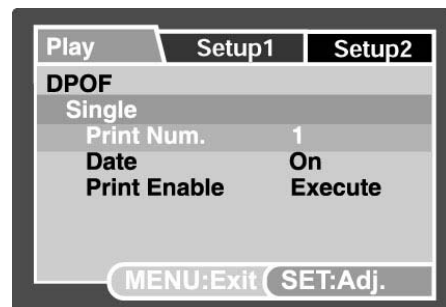 Play Setup1 Setup2
DPOF
Single
Print Num. 1
Date On
Print Enable Execute
MENU:Exit SET:Adj.